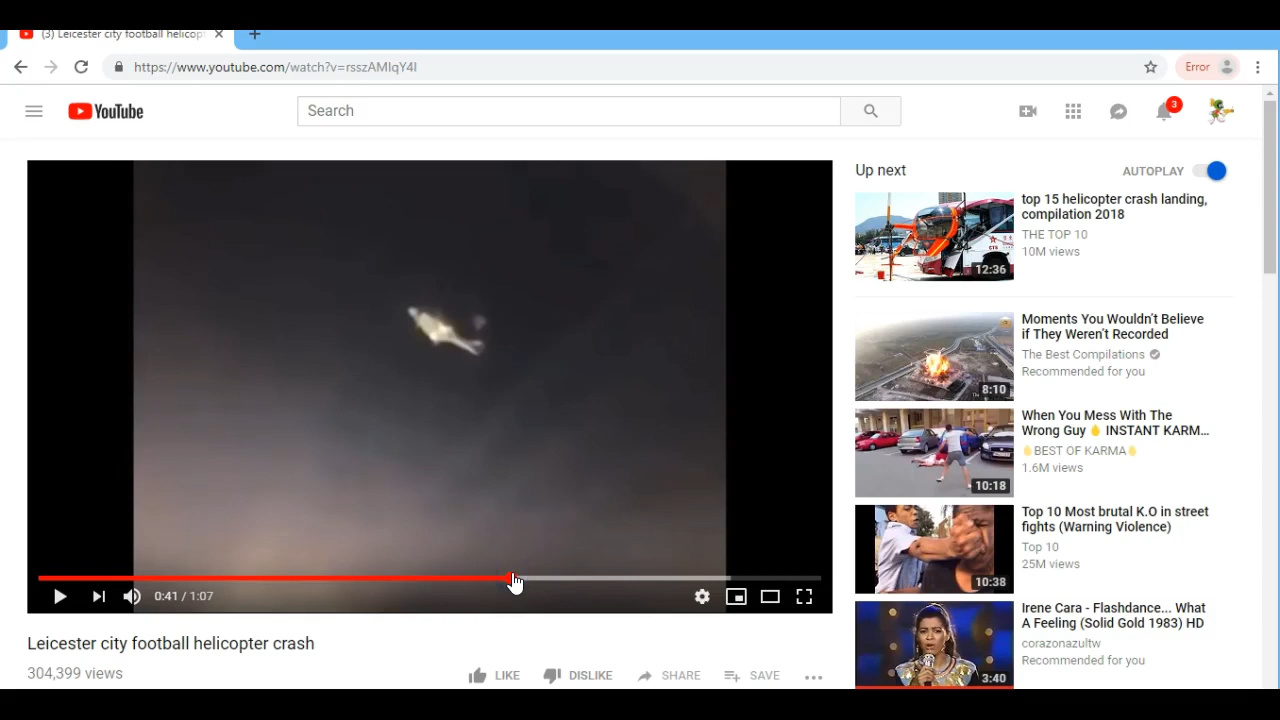 (3) Leicester city football helicop
https://www.youtube.com/watch?v=rsszAMIqY4I
Error
YouTube
Search
3
Up next
AUTOPLAY
top 15 helicopter crash landing,
compilation 2018
THE TOP 10
10M views
12:36
Moments You Wouldn't Believe
if They Weren't Recorded
The Best Compilations
Recommended for you
8:10
When You Mess With The
Wrong Guy ✋ INSTANT KARM...
✋BEST OF KARMA✋
1.6M views
10:18
Top 10 Most brutal K.O in street
fights (Warning Violence)
Top 10
25M views
10:38
Irene Cara - Flashdance... What
A Feeling (Solid Gold 1983) HD
corazonazultw
Recommended for you
3:40
0:41 / 1:07
Leicester city football helicopter crash
304,399 views
LIKE
DISLIKE
SHARE
SAVE